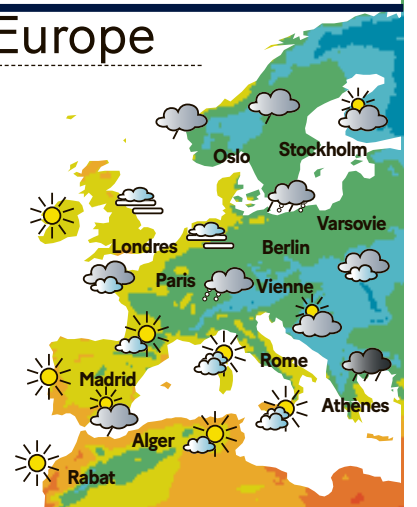 Europe
Oslo
Stockholm
Varsovie
Londres
Berlin
Paris
Vienne
Rome
Madrid
Athènes
Alger
Rabat